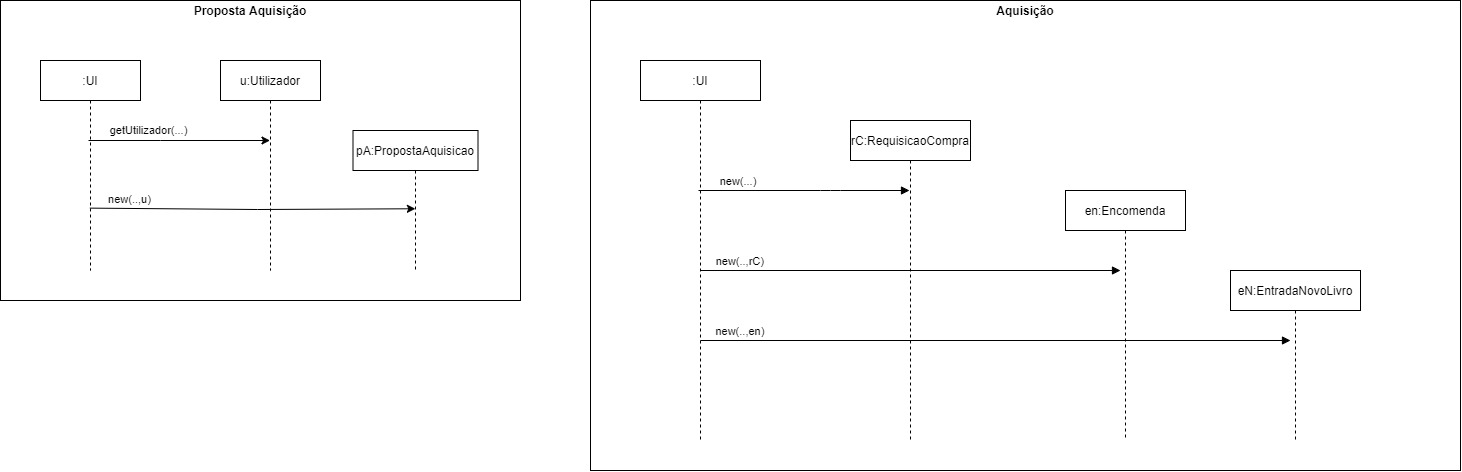 Proposta Aquisição
:UI
u:Utilizador
getUtilizador(...)
pA:PropostaAquisicao
new(..,u)
Aquisição
:UI
rC:RequisicaoCompra
new(...)
en:Encomenda
new(..,rC)
eN:EntradaNovoLivro
new(..,en)